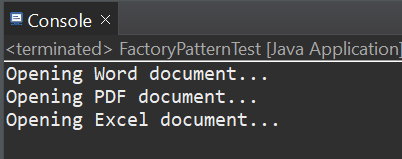 Console ×
<terminated> FactoryPatternTest [Java Application]
Opening Word document...
Opening PDF document...
Opening Excel document...